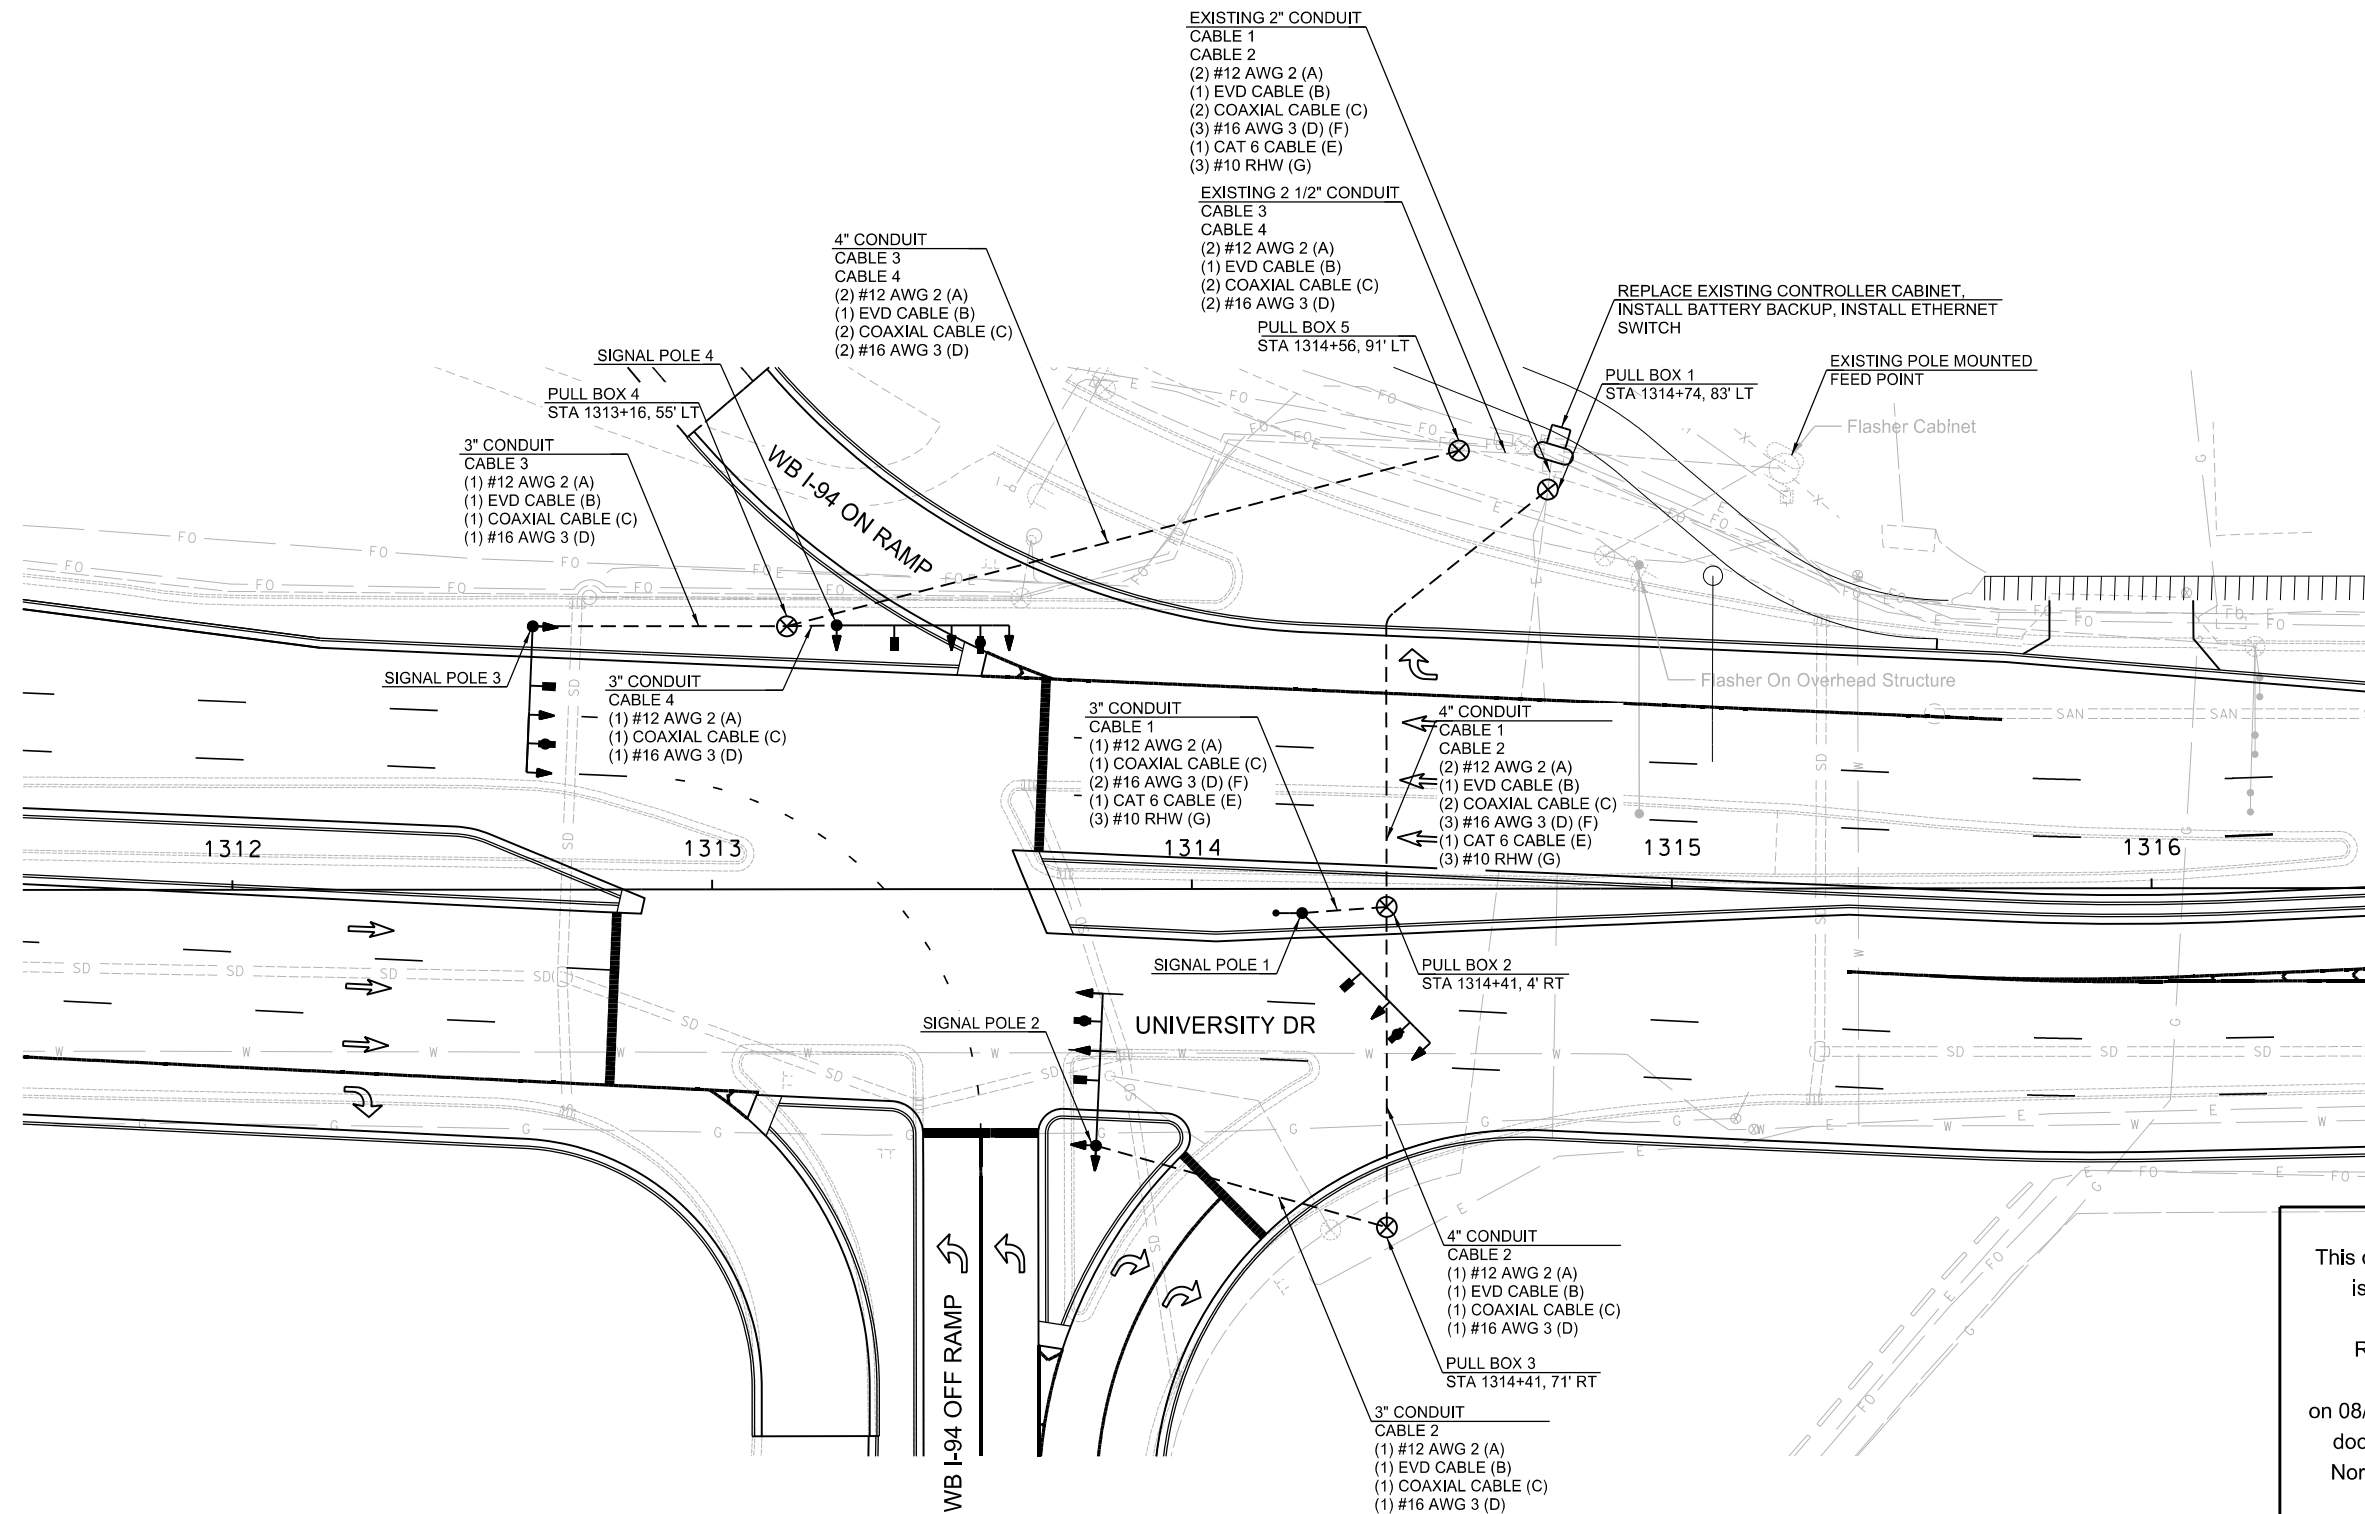 EXISTING 2" CONDUIT
CABLE 1
CABLE 2
(2) #12 AWG 2 (A)
(1) EVD CABLE (B)
(2) COAXIAL CABLE (C)
(3) #16 AWG 3 (D) (F)
(1) CAT 6 CABLE (E)
(3) #10 RHW (G)
EXISTING 2 1/2" CONDUIT
CABLE 3
CABLE 4
(2) #12 AWG 2 (A)
(1) EVD CABLE (B)
(2) COAXIAL CABLE (C)
(2) #16 AWG 3 (D)
4" CONDUIT
CABLE 3
CABLE 4
(2) #12 AWG 2 (A)
(1) EVD CABLE (B)
(2) COAXIAL CABLE (C)
(2) #16 AWG 3 (D)
REPLACE EXISTING CONTROLLER CABINET,
INSTALL BATTERY BACKUP, INSTALL ETHERNET
SWITCH
PULL BOX 5
STA 1314+56, 91' LT
SIGNAL POLE 4
EXISTING POLE MOUNTED
FEED POINT
PULL BOX 1
STA 1314+74, 83' LT
PULL BOX 4
STA 1313+16, 55' LT
Flasher Cabinet
3" CONDUIT
CABLE 3
(1) #12 AWG 2 (A)
(1) EVD CABLE (B)
(1) COAXIAL CABLE (C)
(1) #16 AWG 3 (D)
WB I-94 ON RAMP
SIGNAL POLE 3
3" CONDUIT
CABLE 4
(1) #12 AWG 2 (A)
(1) COAXIAL CABLE (C)
(1) #16 AWG 3 (D)
Flasher On Overhead Structure
3" CONDUIT
CABLE 1
(1) #12 AWG 2 (A)
(1) COAXIAL CABLE (C)
(2) #16 AWG 3 (D) (F)
(1) CAT 6 CABLE (E)
(3) #10 RHW (G)
4" CONDUIT
CABLE 1
CABLE 2
(2) #12 AWG 2 (A)
(1) EVD CABLE (B)
(2) COAXIAL CABLE (C)
(3) #16 AWG 3 (D) (F)
(1) CAT 6 CABLE (E)
(3) #10 RHW (G)
1312 1313 1314 1315 1316
SIGNAL POLE 1
PULL BOX 2
STA 1314+41, 4' RT
SIGNAL POLE 2
UNIVERSITY DR
4" CONDUIT
CABLE 2
(1) #12 AWG 2 (A)
(1) EVD CABLE (B)
(1) COAXIAL CABLE (C)
(1) #16 AWG 3 (D)
PULL BOX 3
STA 1314+41, 71' RT
3" CONDUIT
CABLE 2
(1) #12 AWG 2 (A)
(1) EVD CABLE (B)
(1) COAXIAL CABLE (C)
(1) #16 AWG 3 (D)
WB I-94 OFF RAMP
This
is
on 08/